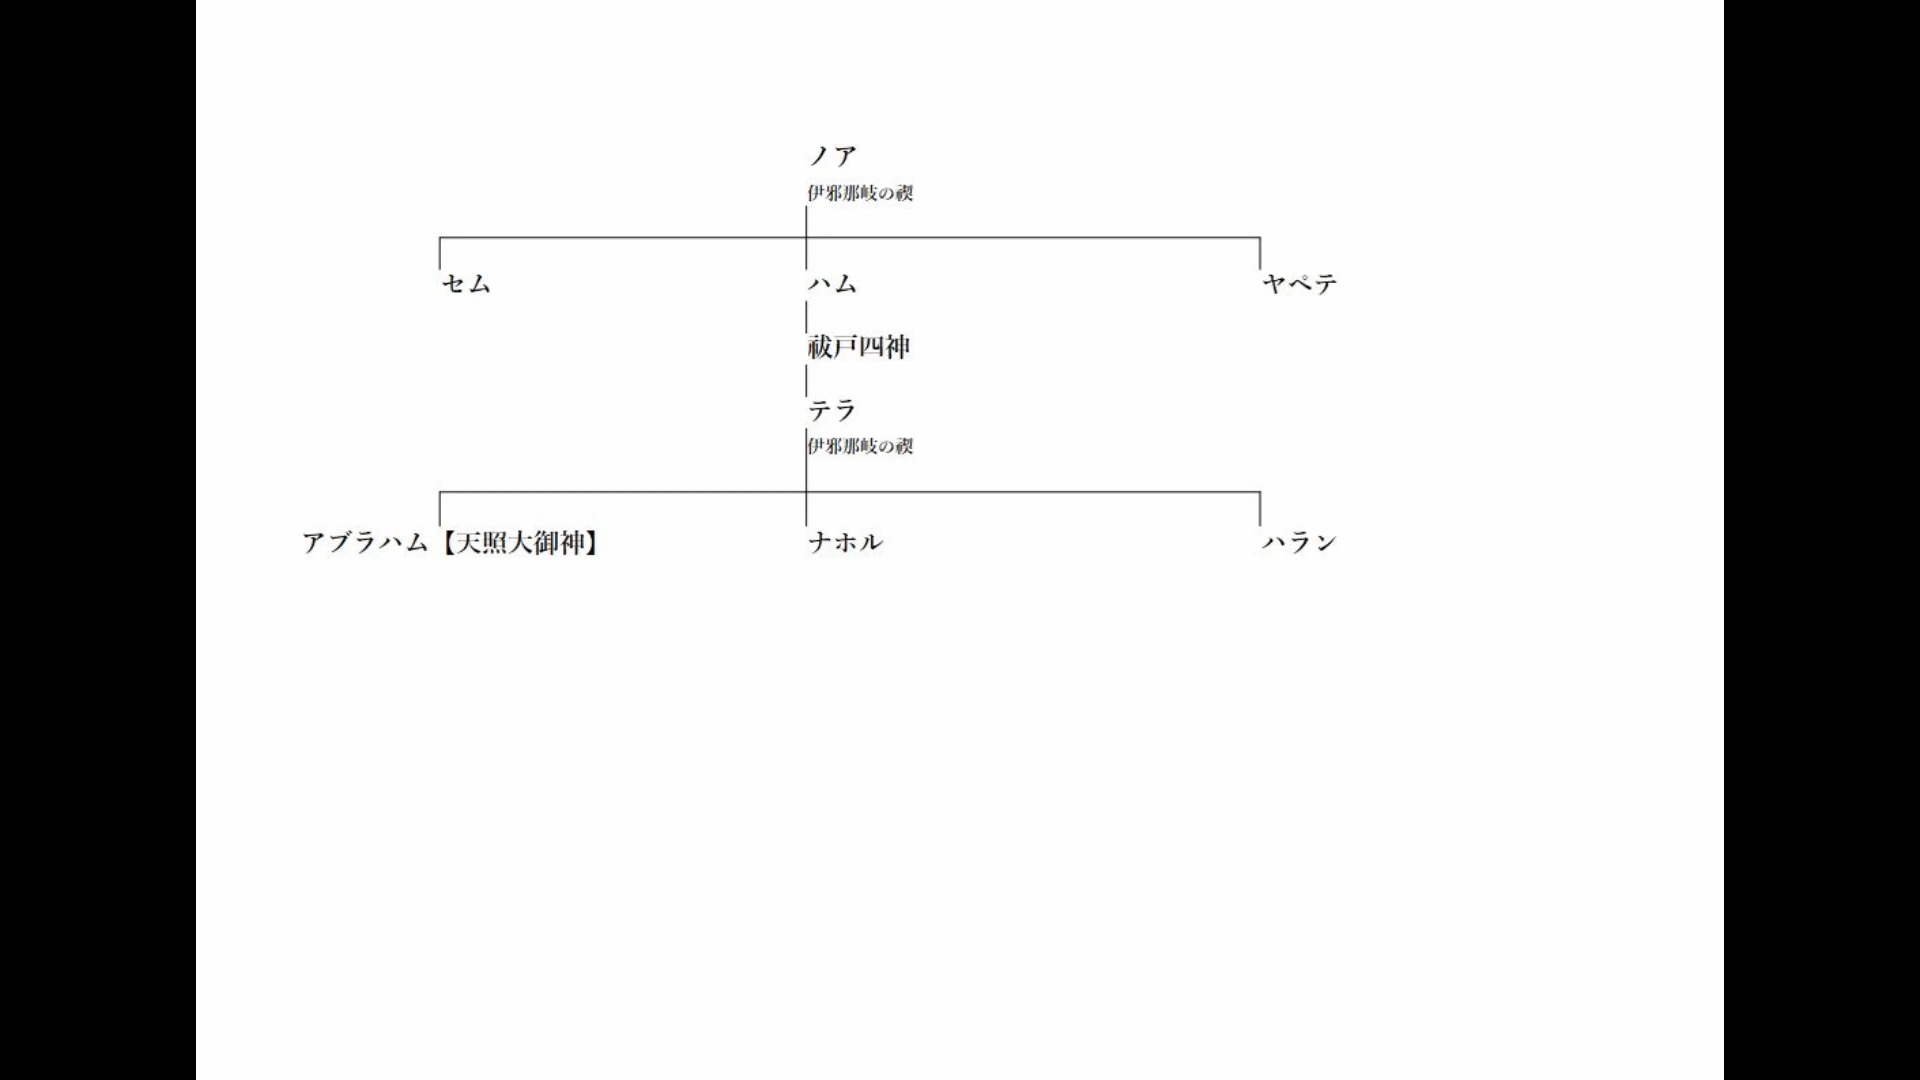 ノア
伊邪那岐の禊
セム ハム ヤペテ
祓戸四神
テラ
伊邪那岐の禊
アブラハム【天照大御神】 ナホル ハラン